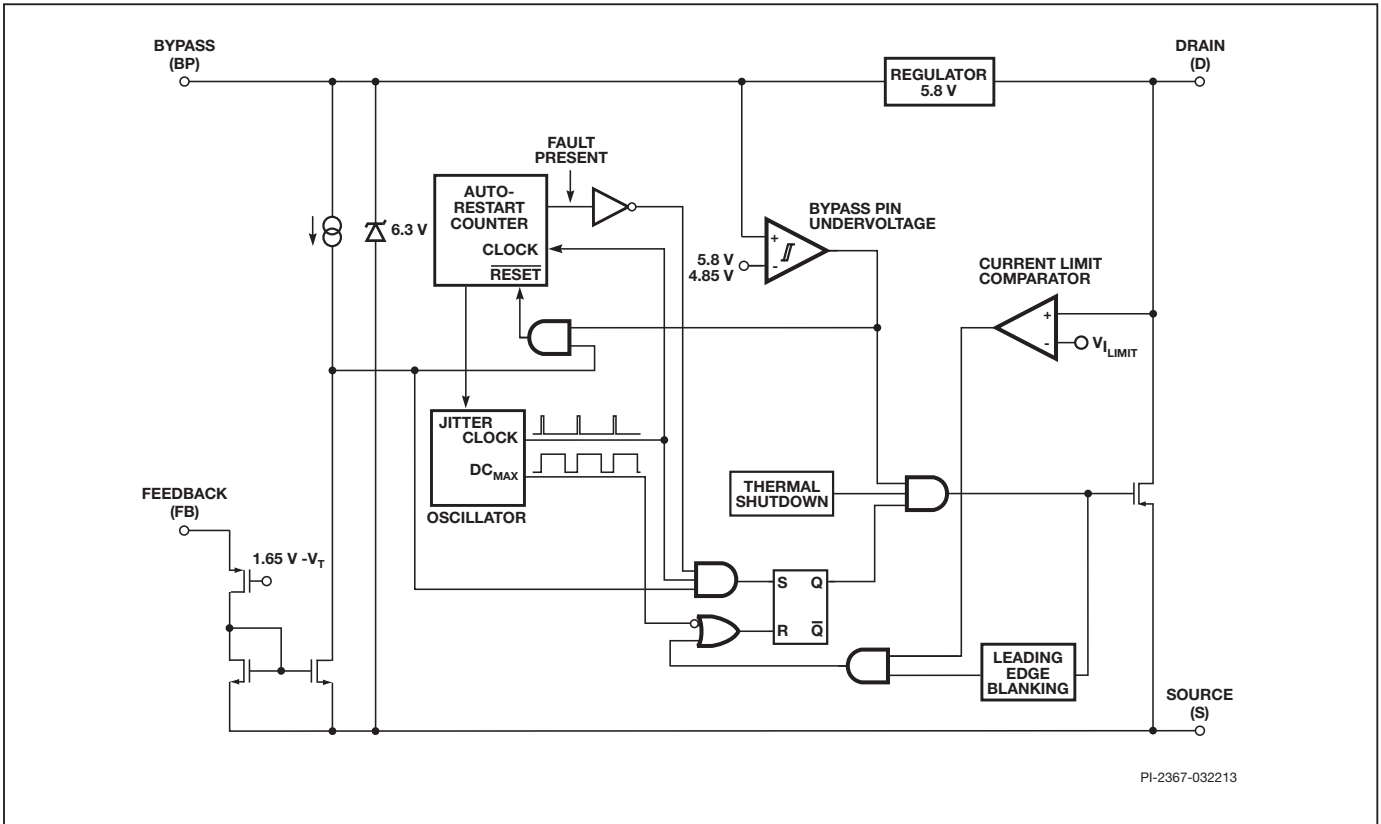 BYPASS
(BP)
DRAIN
(D)
REGULATOR
5.8 V
FAULT
PRESENT
AUTO-
RESTART
COUNTER
CLOCK
RESET
6.3 V
BYPASS PIN
UNDERVOLTAGE
+
-
5.8 V
4.85 V
CURRENT LIMIT
COMPARATOR
+
-
VILIMIT
JITTER
CLOCK
DCMAX
OSCILLATOR
THERMAL
SHUTDOWN
FEEDBACK
(FB)
1.65 V -VT
S Q
R Q
LEADING
EDGE
BLANKING
SOURCE
(S)
PI-2367-032213